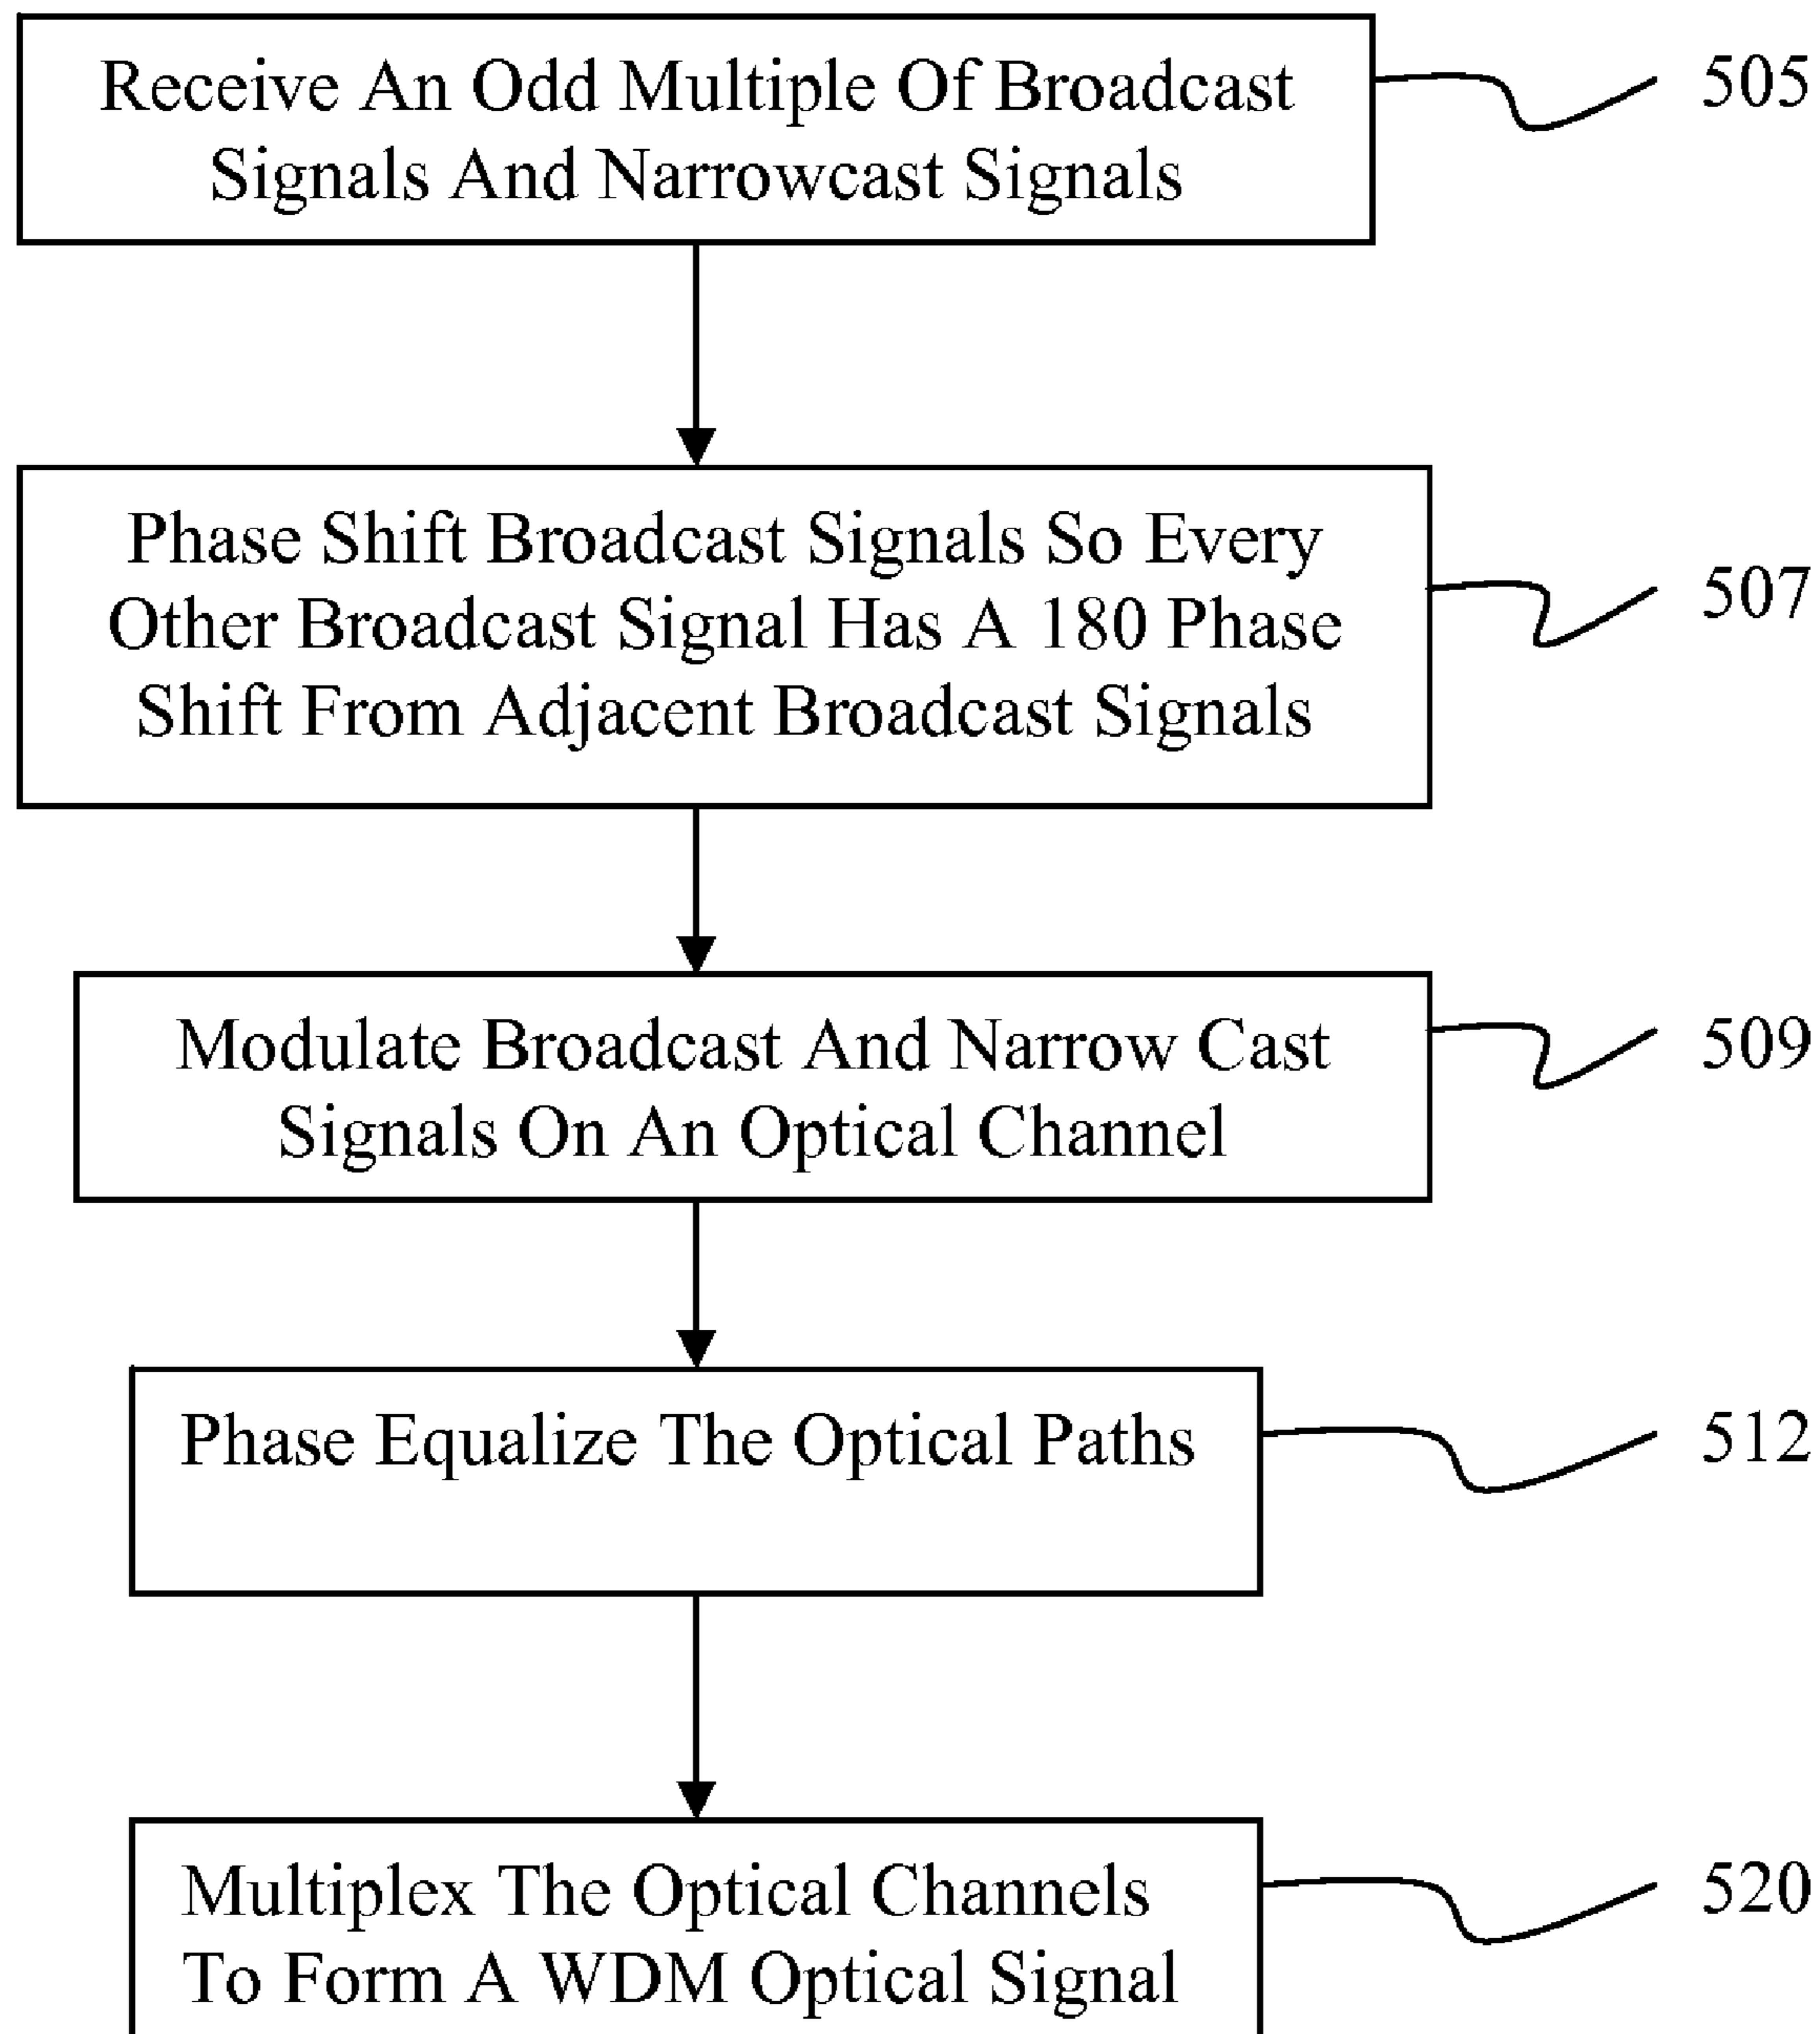 Receive An Odd Multiple Of Broadcast
Signals And Narrowcast Signals
505
Phase Shift Broadcast Signals So Every
Other Broadcast Signal Has A 180 Phase
Shift From Adjacent Broadcast Signals
507
Modulate Broadcast And Narrow Cast
Signals On An Optical Channel
509
Phase Equalize The Optical Paths
512
Multiplex The Optical Channels
To Form A WDM Optical Signal
520